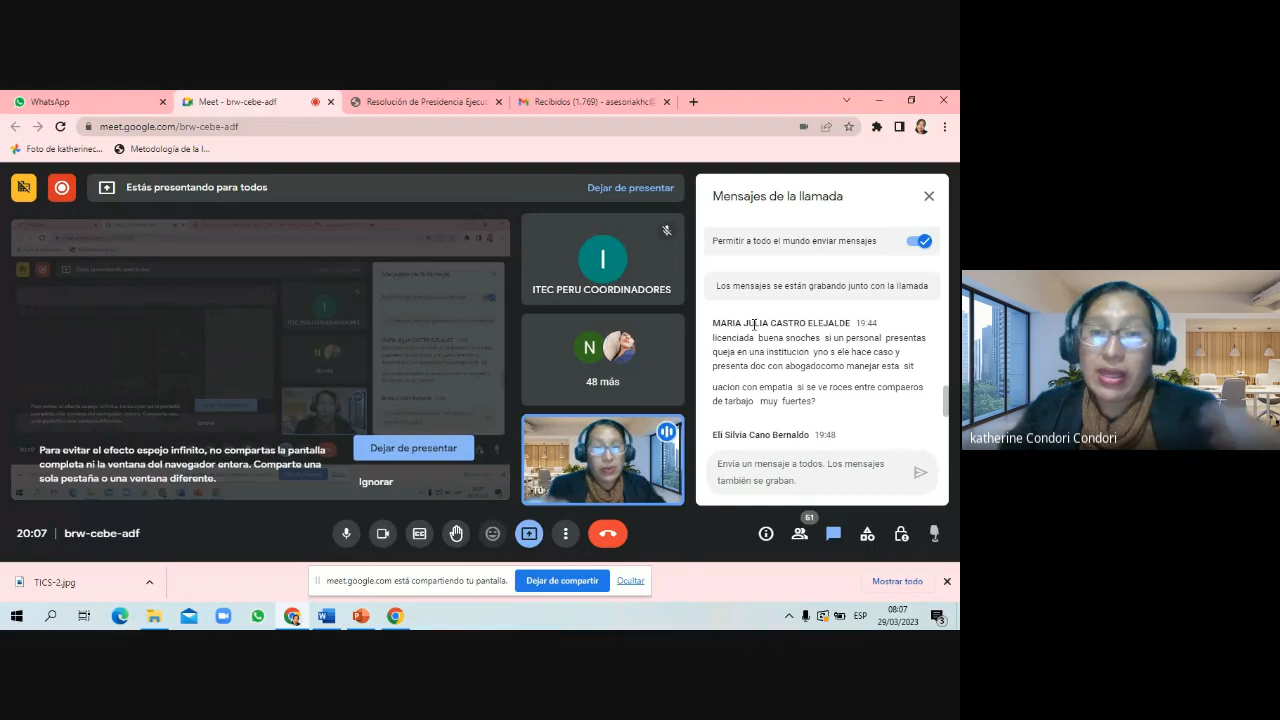 WhatsApp
Meet - brw-cebe-adf
Resolución de Presidencia Ejecut
Recibidos (1.769) - asesoriakhc@
meet.google.com/brw-cebe-adf
Foto de katherinec...
Metodología de la I...
Estás presentando para todos
Dejar de presentar
ITEC PERU COORDINADORES
N
48 más
Para evitar el efecto espejo infinito, no compartas la pantalla
completa ni la ventana del navegador entera. Comparte una
sola pestaña o una ventana diferente.
Dejar de presentar
Ignorar
Mensajes de la llamada
Permitir a todo el mundo enviar mensajes
Los mensajes se están grabando junto con la llamada
MARIA JULIA CASTRO ELEJALDE 19:44
licenciada buena snoches si un personal presentas
queja en una institucion yno s ele hace caso y
presenta doc con abogadocomo manejar esta sit
uacion con empatia si se ve roces entre compaeros
de tarbajo muy fuertes?
Eli Silvia Cano Bernaldo 19:48
Envía un mensaje a todos. Los mensajes
también se graban.
katherine Condori Condori
20:07 brw-cebe-adf
51
TICS-2.jpg
meet.google.com está compartiendo tu pantalla.
Dejar de compartir
Ocultar
Mostrar todo
ESP
08:07
29/03/2023
3